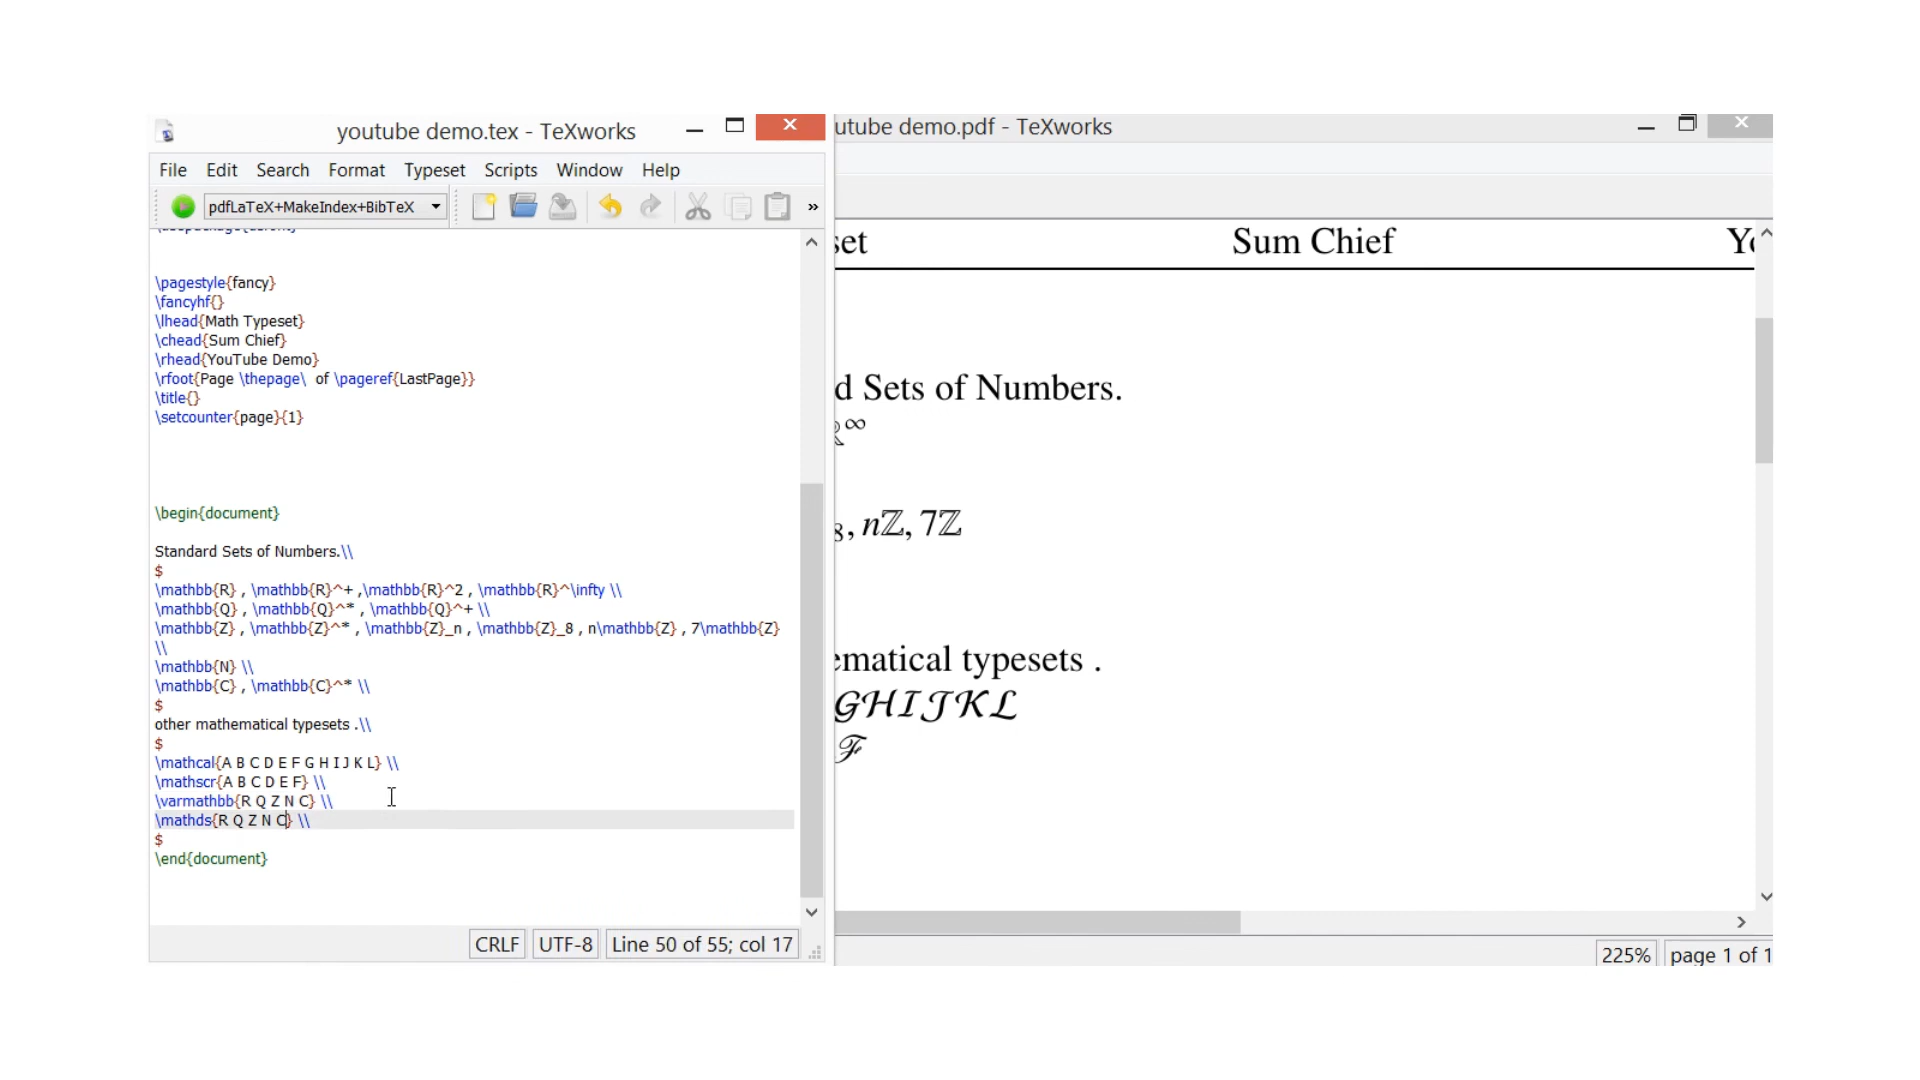 youtube demo.tex - TeXworks
File Edit Search Format Typeset Scripts Window Help
pdfLaTeX+MakeIndex+BibTeX »
\pagestyle{fancy}
\fancyhf{}
\lhead{Math Typeset}
\chead{Sum Chief}
\rhead{YouTube Demo}
\rfoot{Page \thepage\ of \pageref{LastPage}}
\title{}
\setcounter{page}{1}
\begin{document}
Standard Sets of Numbers.\\
$
\mathbb{R} , \mathbb{R}^+ ,\mathbb{R}^2 , \mathbb{R}^\infty \\
\mathbb{Q} , \mathbb{Q}^* , \mathbb{Q}^+ \\
\mathbb{Z} , \mathbb{Z}^* , \mathbb{Z}_n , \mathbb{Z}_8 , n\mathbb{Z} , 7\mathbb{Z}
\\
\mathbb{N} \\
\mathbb{C} , \mathbb{C}^* \\
$
other mathematical typesets .\\
$
\mathcal{A B C D E F G H I J K L} \\
\mathscr{A B C D E F} \\
\varmathbb{R Q Z N C} \\
\mathds{R Q Z N C} \\
$
\end{document}
CRLF UTF-8 Line 50 of 55; col 17
utube demo.pdf - TeXworks
set Sum Chief Yo
d Sets of Numbers.
ℝ^∞
₈, nℤ, 7ℤ
ematical typesets .
𝒢ℋℐ𝒥𝒦ℒ
ℱ
225% page 1 of 1